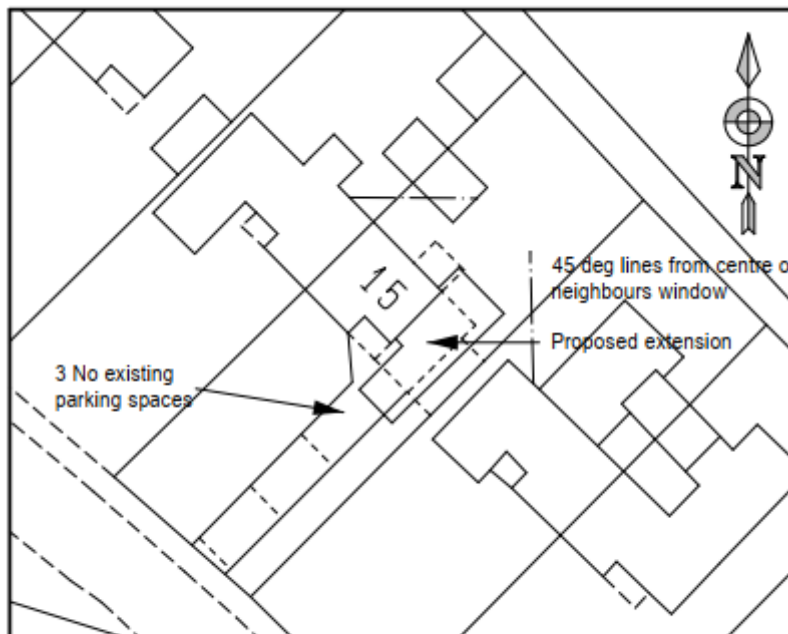 N
45 deg lines from centre o
neighbours window
15
Proposed extension
3 No existing
parking spaces